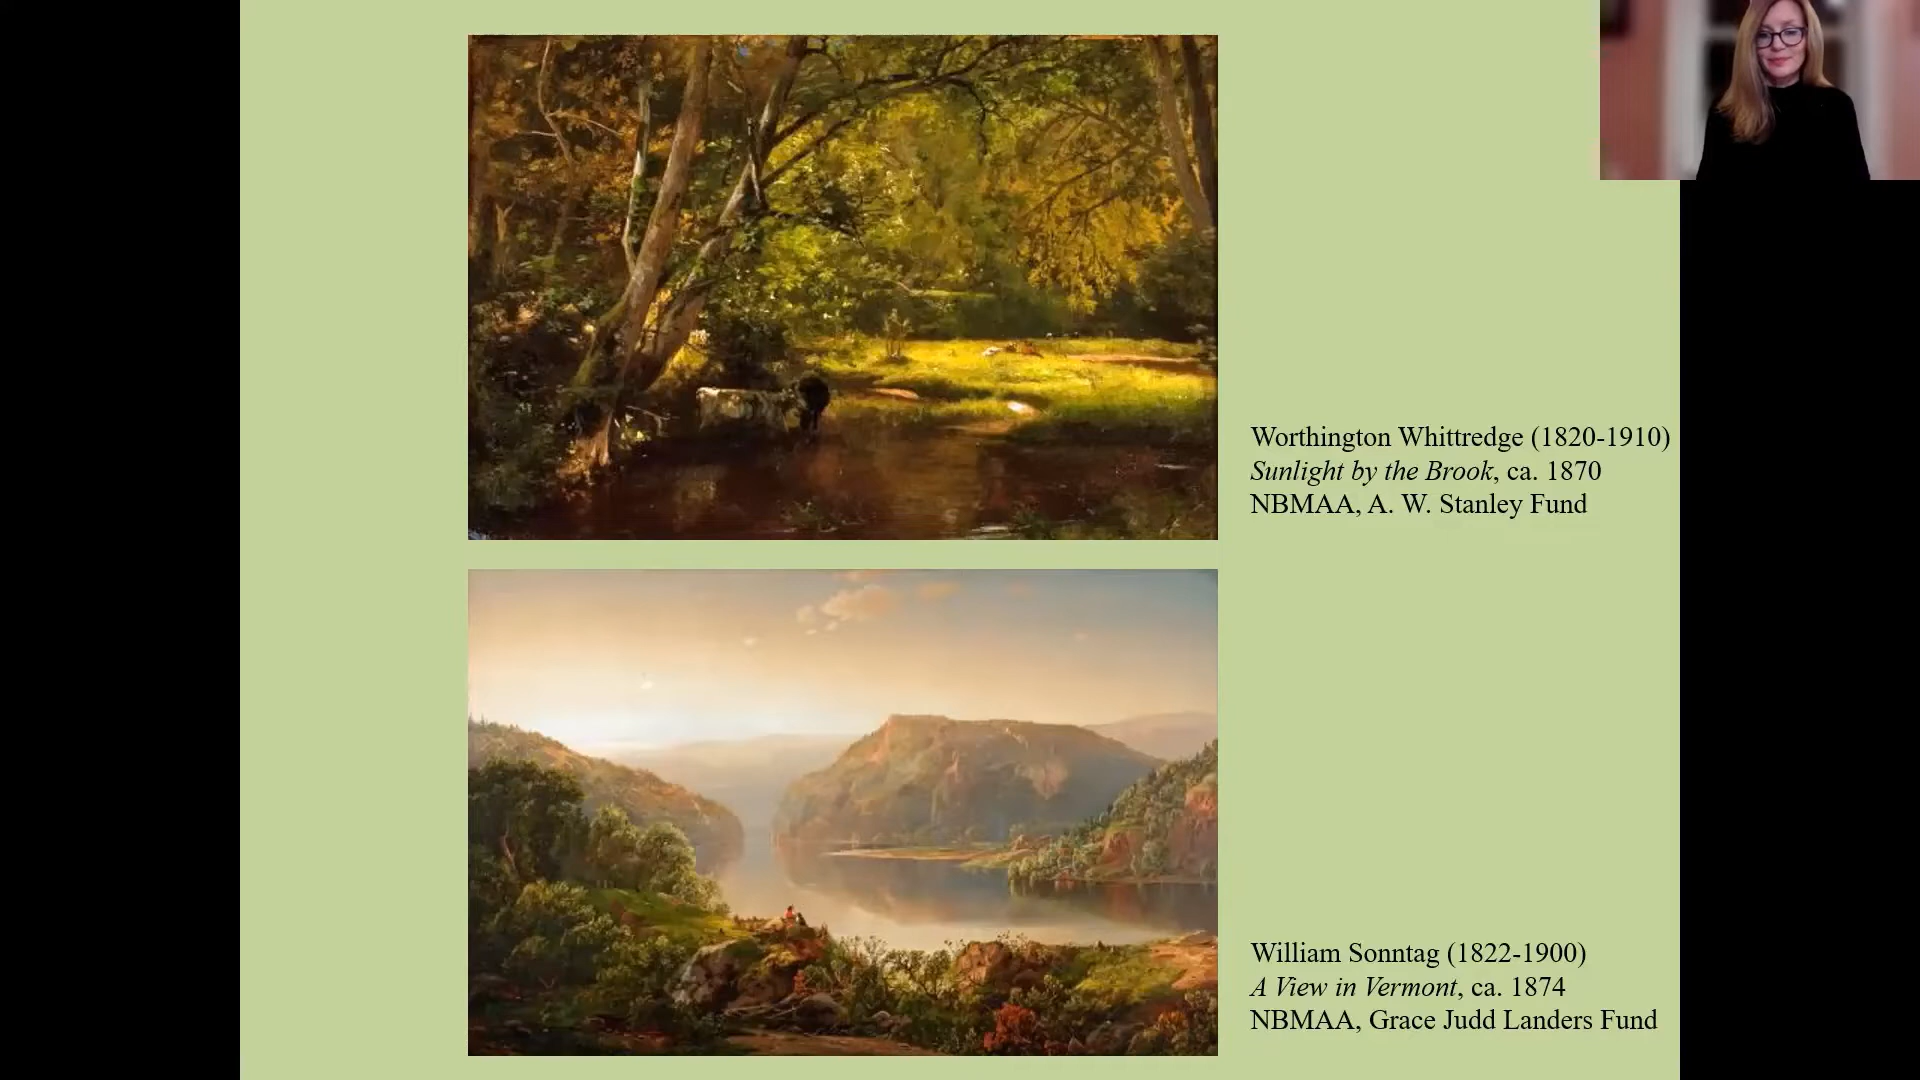 Worthington Whittredge (1820-1910)
Sunlight by the Brook, ca. 1870
NBMAA, A. W. Stanley Fund
William Sonntag (1822-1900)
A View in Vermont, ca. 1874
NBMAA, Grace Judd Landers Fund